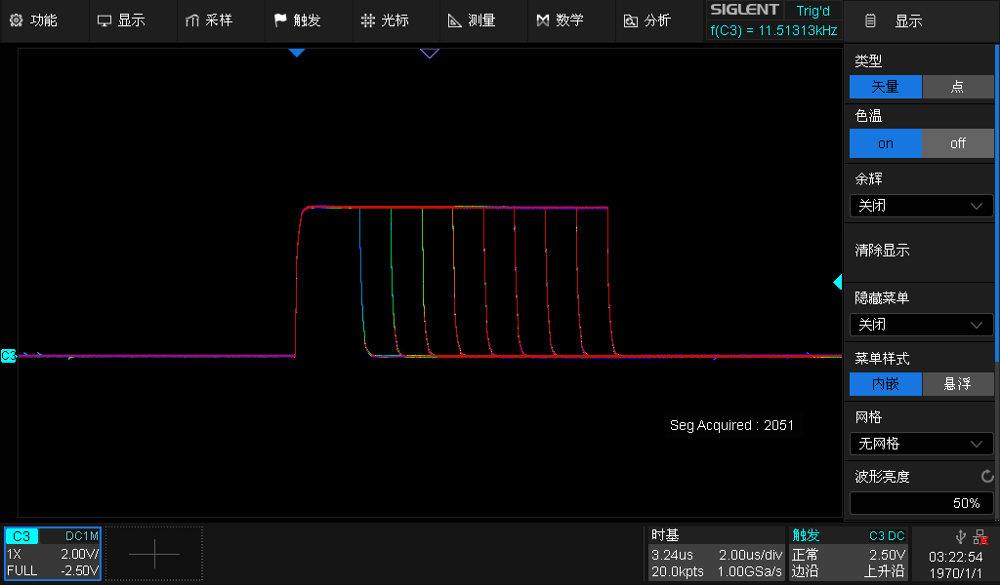 功能 显示 采样 触发 光标 测量 数学 分析 SIGLENT Trig'd 显示
f(C3) = 11.51313kHz
类型
矢量 点
色温
on off
余辉
关闭
清除显示
隐藏菜单
关闭
菜单样式
内嵌 悬浮
网格
无网格
波形亮度
50%
C3
Seg Acquired : 2051
C3 DC1M
1X 2.00V/
FULL -2.50V
时基
3.24us 2.00us/div
20.0kpts 1.00GSa/s
触发 C3 DC
正常 2.50V
边沿 上升沿
03:22:54
1970/1/1